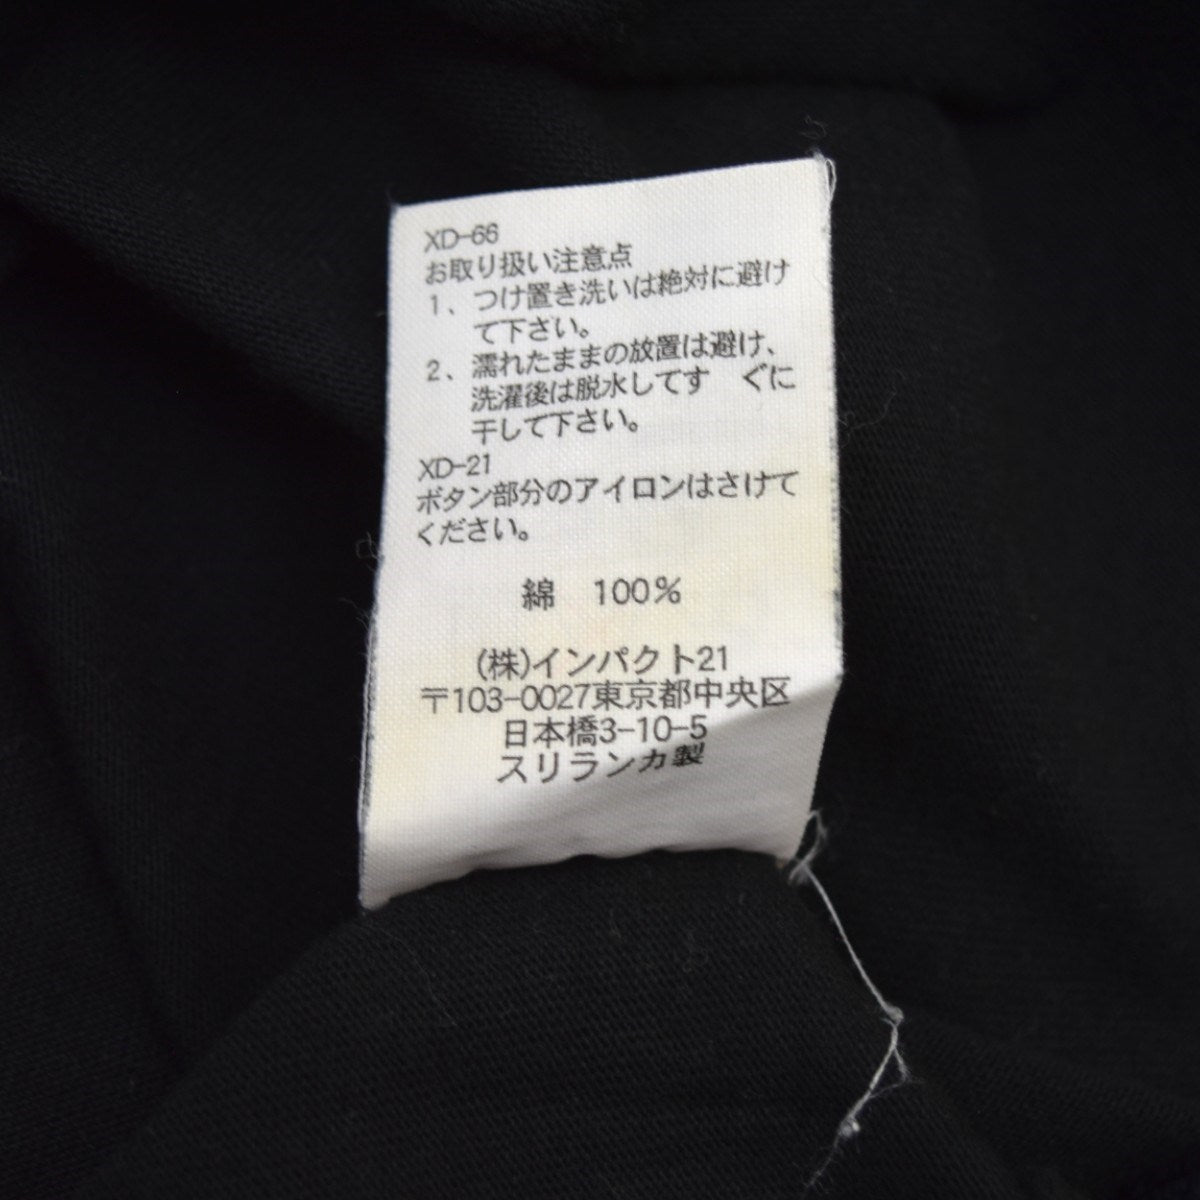 XD-66
お取り扱い注意点
1、つけ置き洗いは絶対に避け
て下さい。
2、濡れたままの放置は避け、
洗濯後は脱水してす　ぐに
干して下さい。
XD-21
ボタン部分のアイロンはさけて
ください。
綿　100%
(株)インパクト21
〒103-0027東京都中央区
日本橋3-10-5
スリランカ製